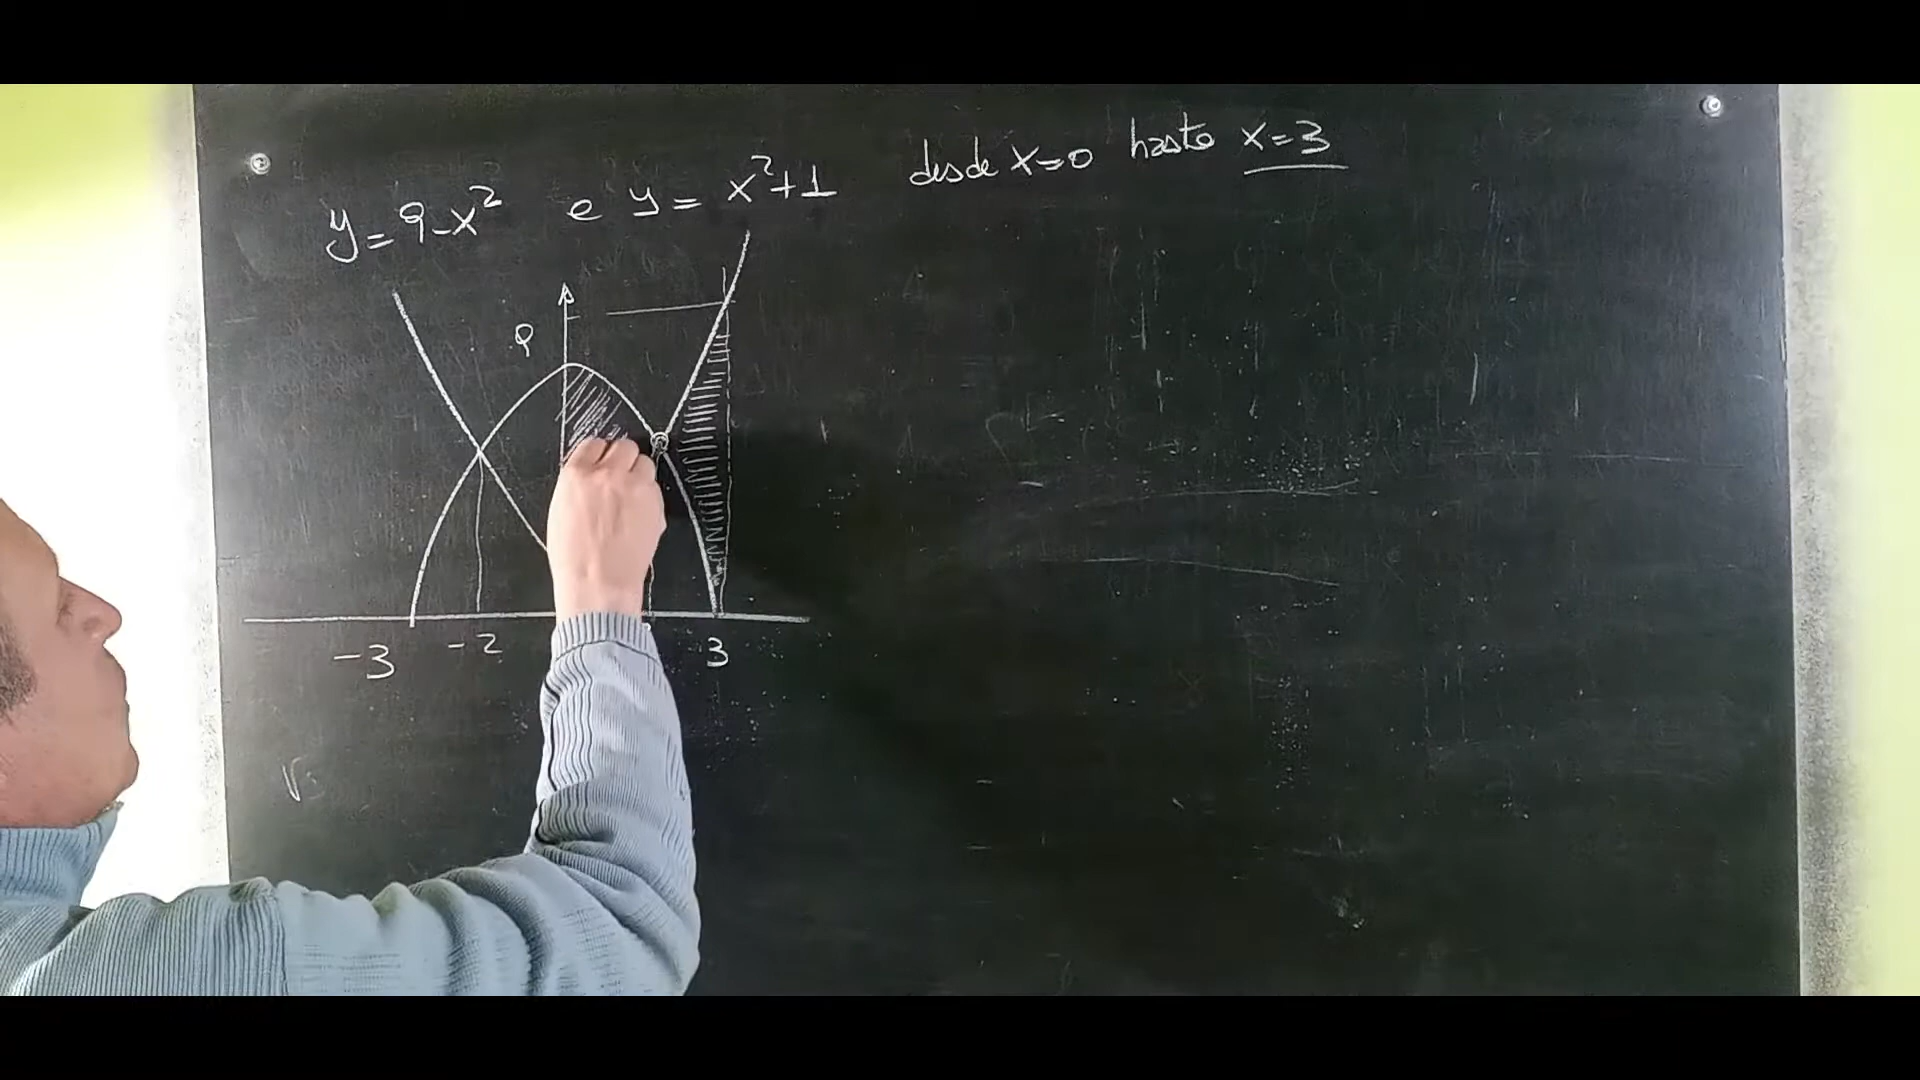 y = 9-x² e y = x²+1 desde x=0 hasta x=3
9
-3 -2 3